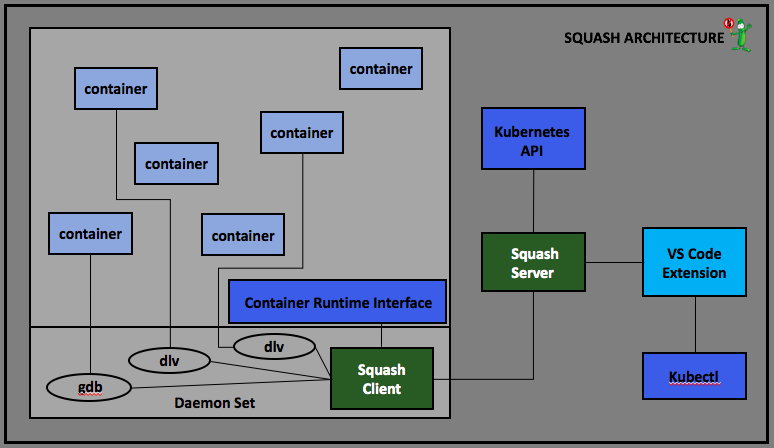 SQUASH ARCHITECTURE
container
container
container
container
container
container
Kubernetes
API
Squash
Server
VS Code
Extension
Container Runtime Interface
dlv
dlv
gdb
Squash
Client
Kubectl
Daemon Set